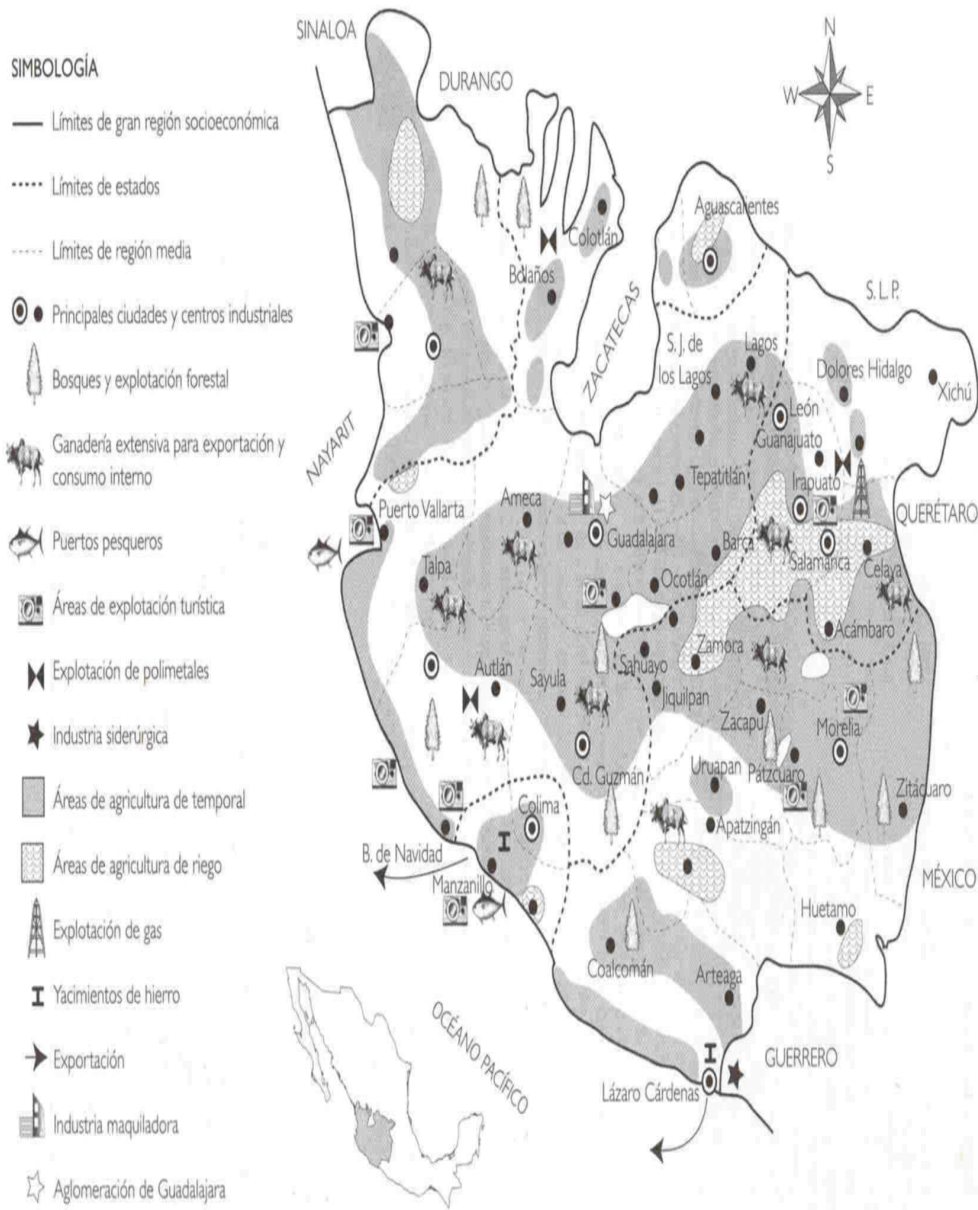 SIMBOLOGÍA
Límites de gran región socioeconómica
Límites de estados
Límites de región media
Principales ciudades y centros industriales
Bosques y explotación forestal
Ganadería extensiva para exportación y
consumo interno
Puertos pesqueros
Áreas de explotación turística
Explotación de polimetales
Industria siderúrgica
Áreas de agricultura de temporal
Áreas de agricultura de riego
Explotación de gas
Yacimientos de hierro
Exportación
Industria maquiladora
Aglomeración de Guadalajara
SINALOA
DURANGO
N
W
E
S
Colotlán
Bolaños
Aguascalientes
ZACATECAS
S. L. P.
S. J. de
los Lagos
Lagos
Dolores Hidalgo
Xichú
León
Guanajuato
NAYARIT
Tepatitlán
Irapuato
QUERÉTARO
Puerto Vallarta
Ameca
Guadalajara
Barca
Salamanca
Celaya
Talpa
Ocotlán
Acámbaro
Zamora
Sahuayo
Jiquilpan
Autlán
Sayula
Zacapu
Morelia
Cd. Guzmán
Uruapan
Pátzcuaro
Zitácuaro
Colima
Apatzingán
B. de Navidad
Manzanillo
MÉXICO
Huetamo
Coalcomán
Arteaga
OCÉANO PACÍFICO
GUERRERO
Lázaro Cárdenas